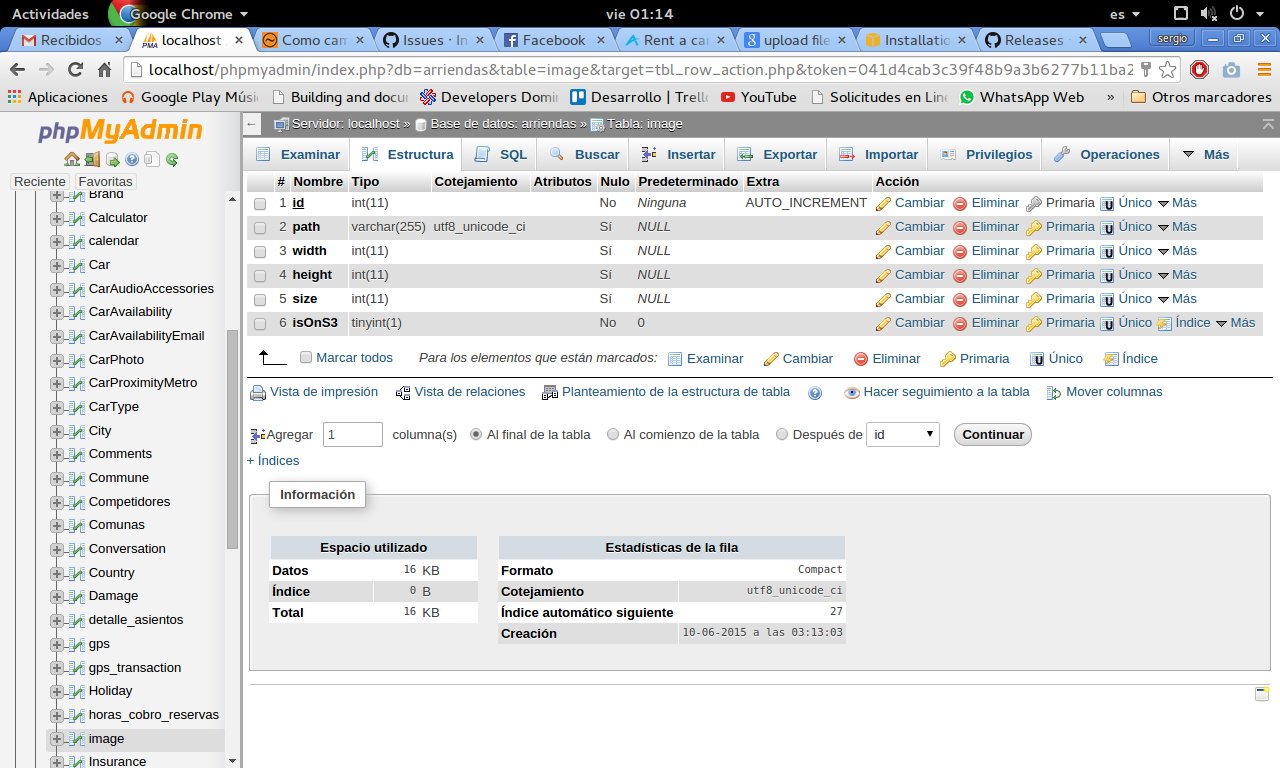 Actividades Google Chrome vie 01:14 es
Recibidos localhost Como cam Issues · In Facebook Rent a car upload file Installatio Releases · sergio
localhost/phpmyadmin/index.php?db=arriendas&table=image&target=tbl_row_action.php&token=041d4cab3c39f48b9a3b6277b11ba2
Aplicaciones Google Play Músi Building and docu Developers Domi Desarrollo | Trello YouTube Solicitudes en Line WhatsApp Web » Otros marcadores
phpMyAdmin
Reciente Favoritas
Brand
Calculator
calendar
Car
CarAudioAccessories
CarAvailability
CarAvailabilityEmail
CarPhoto
CarProximityMetro
CarType
City
Comments
Commune
Competidores
Comunas
Conversation
Country
Damage
detalle_asientos
gps
gps_transaction
Holiday
horas_cobro_reservas
image
Insurance
← Servidor: localhost » Base de datos: arriendas » Tabla: image
Examinar Estructura SQL Buscar Insertar Exportar Importar Privilegios Operaciones Más
# Nombre Tipo Cotejamiento Atributos Nulo Predeterminado Extra Acción
1 id int(11) No Ninguna AUTO_INCREMENT Cambiar Eliminar Primaria Único Más
2 path varchar(255) utf8_unicode_ci Sí NULL Cambiar Eliminar Primaria Único Más
3 width int(11) Sí NULL Cambiar Eliminar Primaria Único Más
4 height int(11) Sí NULL Cambiar Eliminar Primaria Único Más
5 size int(11) Sí NULL Cambiar Eliminar Primaria Único Más
6 isOnS3 tinyint(1) No 0 Cambiar Eliminar Primaria Único Índice Más
Marcar todos Para los elementos que están marcados: Examinar Cambiar Eliminar Primaria Único Índice
Vista de impresión Vista de relaciones Planteamiento de la estructura de tabla Hacer seguimiento a la tabla Mover columnas
Agregar 1 columna(s) Al final de la tabla Al comienzo de la tabla Después de id Continuar
+ Índices
Información
Espacio utilizado
Datos 16 KB
Índice 0 B
Total 16 KB
Estadísticas de la fila
Formato Compact
Cotejamiento utf8_unicode_ci
Índice automático siguiente 27
Creación 10-06-2015 a las 03:13:03